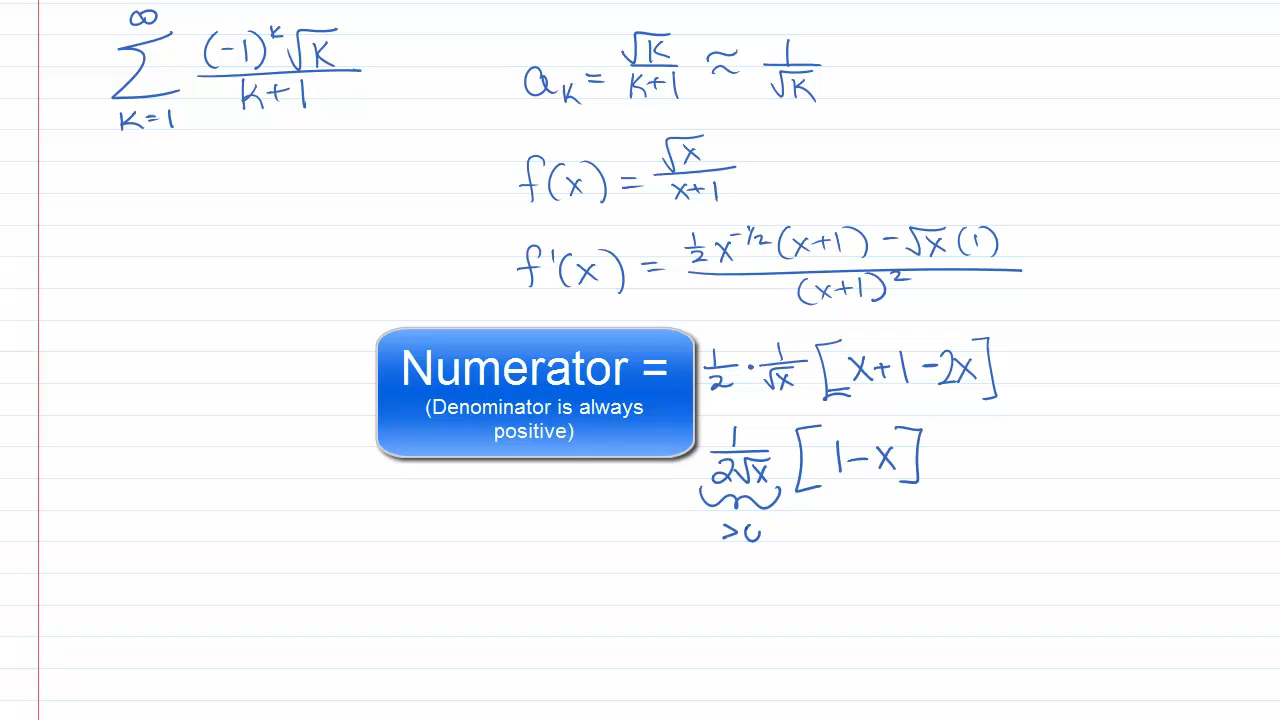 ∞
∑ (-1)^k √K / (K+1)
K=1
a_K = √K / (K+1) ≈ 1/√K
f(x) = √x / (x+1)
f'(x) = ½ x^(-1/2) (x+1) - √x (1) / (x+1)^2
Numerator =
(Denominator is always
positive)
1/2 · 1/√x [x+1-2x]
1/(2√x) [1-x]
>0